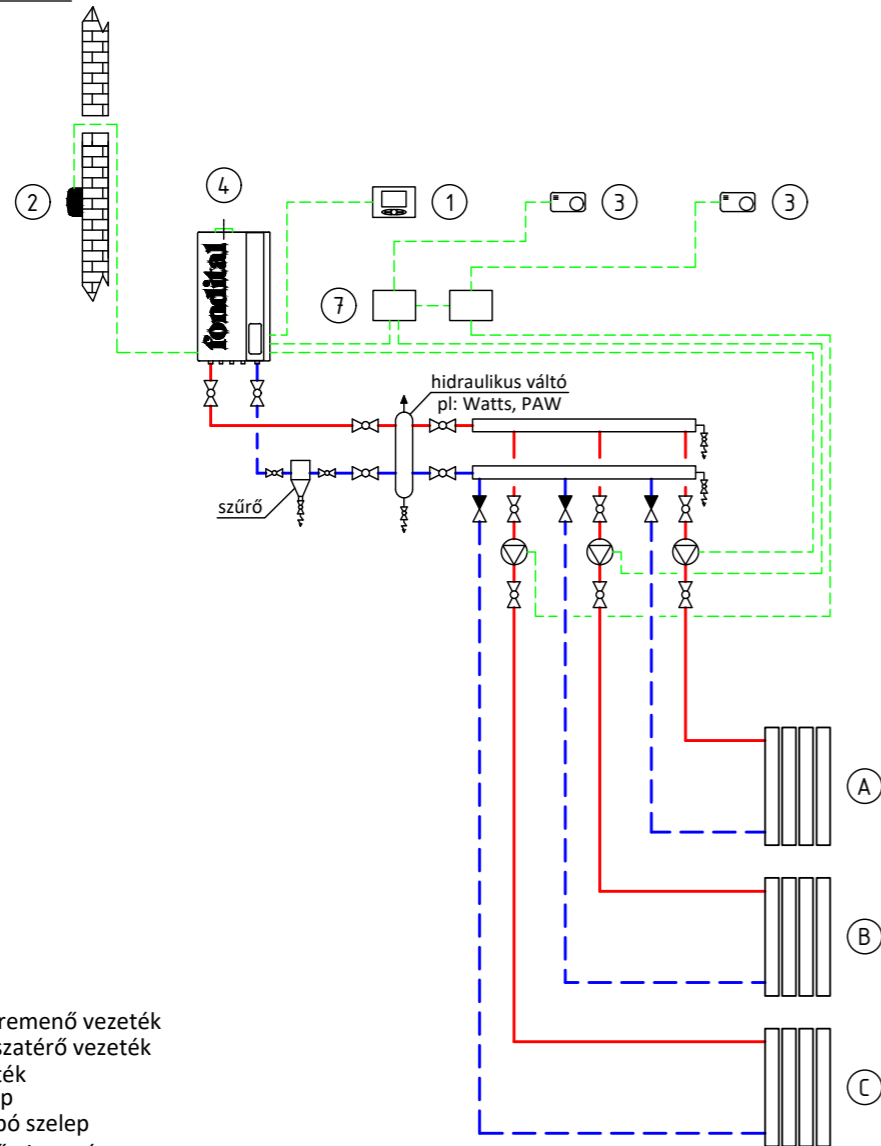 2
4
1
3
3
fondital
7
hidraulikus váltó
pl: Watts, PAW
szűrő
A
B
C
remenő vezeték
szatérő vezeték
ték
p
bó szelep